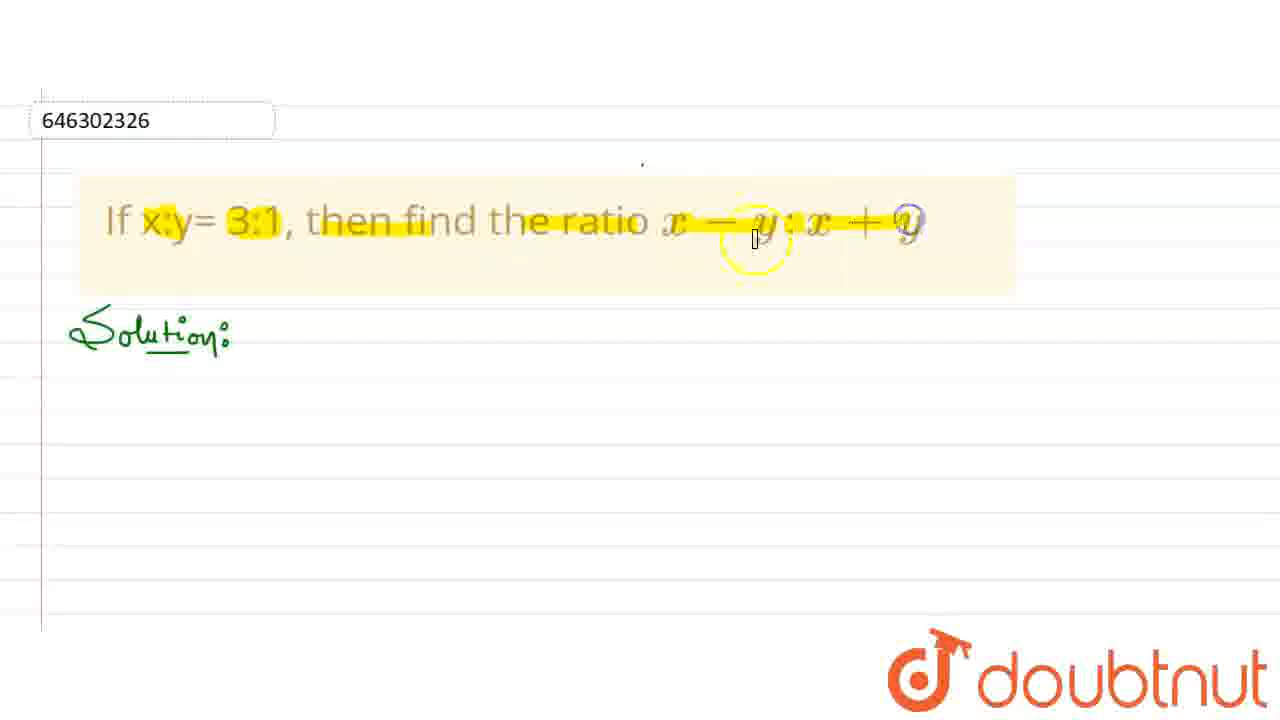 646302326
If x:y= 3:1, then find the ratio x − y : x + y
Solution:
doubtnut